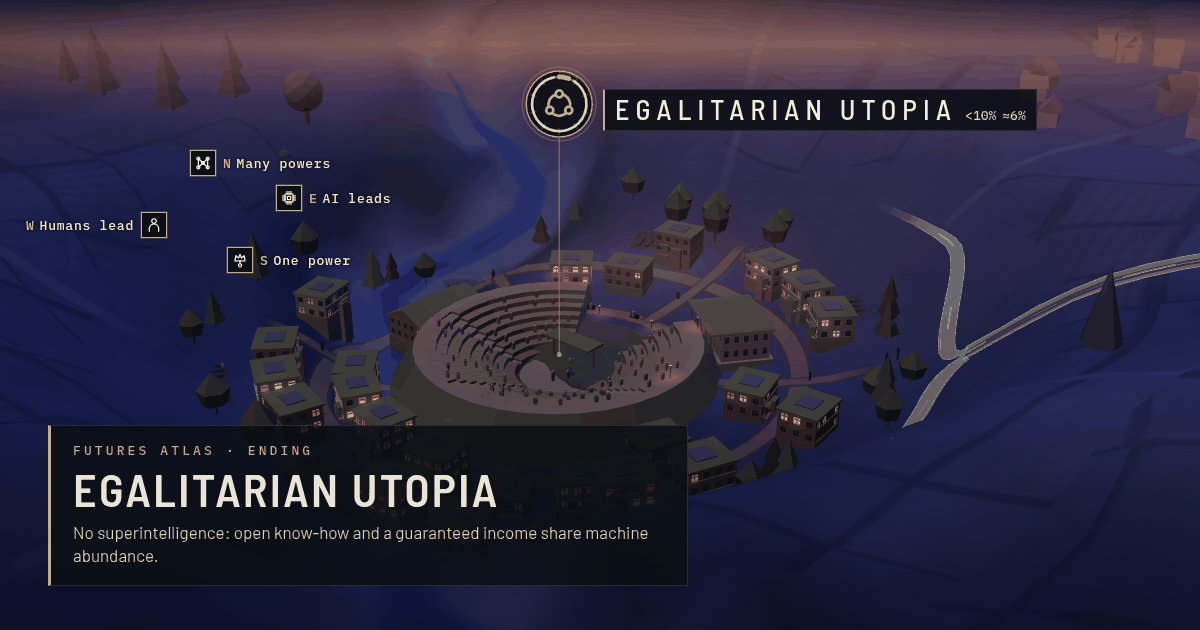 EGALITARIAN UTOPIA <10% ≈6%
N Many powers
E AI leads
W Humans lead
S One power
FUTURES ATLAS · ENDING
EGALITARIAN UTOPIA
No superintelligence: open know-how and a guaranteed income share machine
abundance.